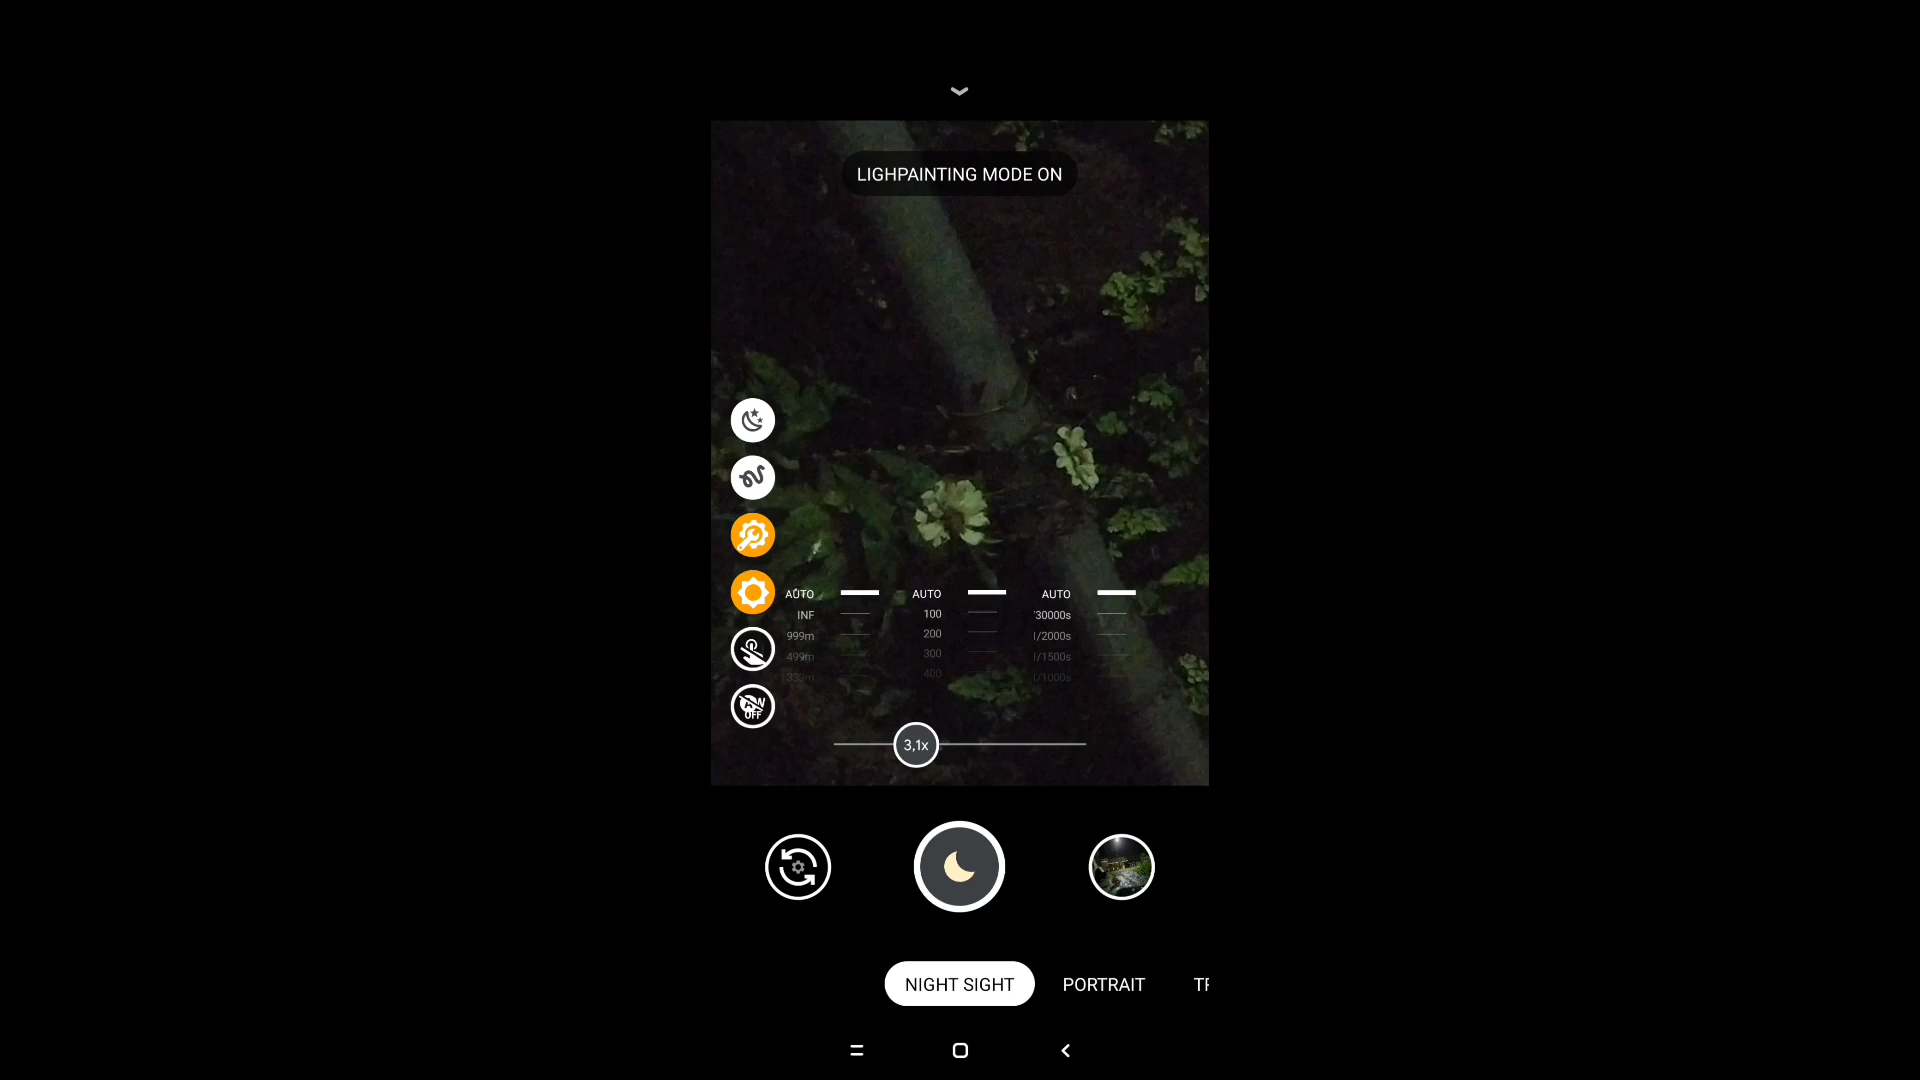 LIGHPAINTING MODE ON
AUTO
INF
999m
499m
333m
AUTO
100
200
300
400
AUTO
30000s
1/2000s
1/1500s
1/1000s
OFF
3,1x
NIGHT SIGHT
PORTRAIT